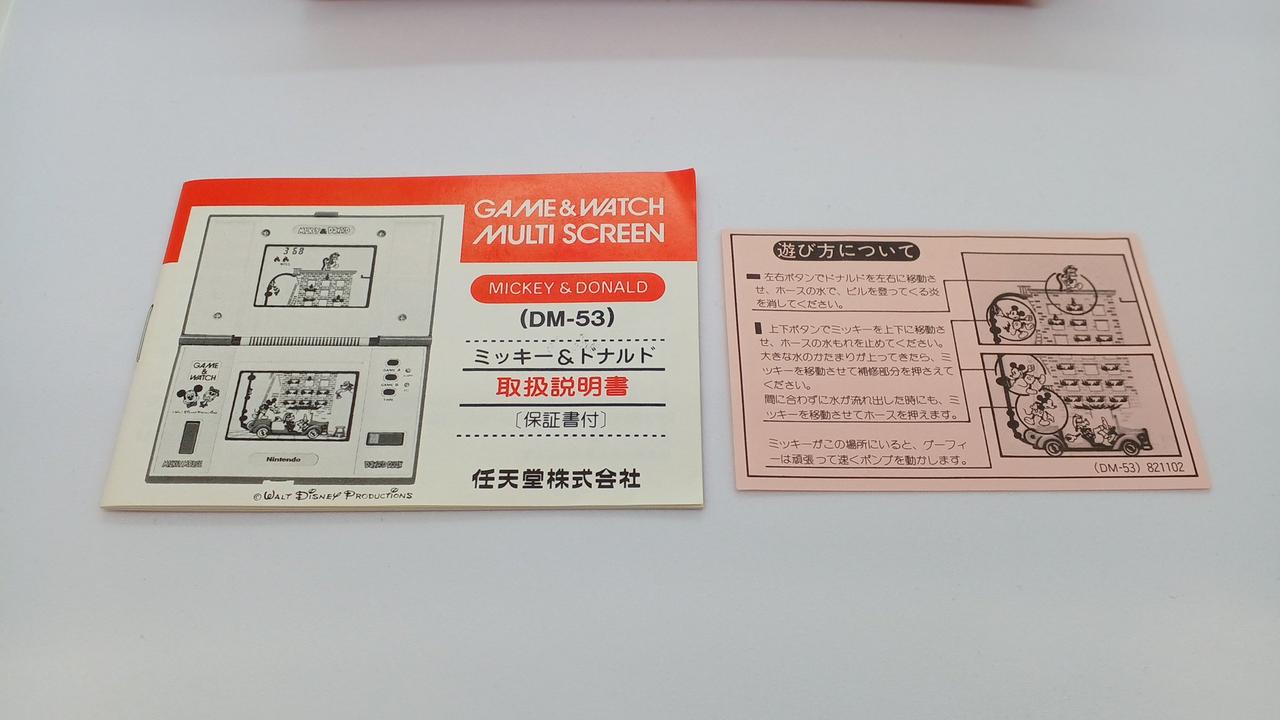 GAME & WATCH
MULTI SCREEN
MICKEY & DONALD
(DM-53)
ミッキー&ドナルド
取扱説明書
〔保証書付〕
任天堂株式会社
MICKEY DONALD
3:58
GAME
&
WATCH
GAME A
GAME B
TIME
MICKEY MOUSE
DONALD DUCK
Nintendo
© WALT DISNEY PRODUCTIONS
遊び方について
左右ボタンでドナルドを左右に移動さ
せ、ホースの水で、ビルを登ってくる炎
を消してください。
上下ボタンでミッキーを上下に移動さ
せ、ホースの水もれを止めてください。
大きな水のかたまりが上ってきたら、ミ
ッキーを移動させて補修部分を押さえて
ください。
間に合わずに水が流れ出した時にも、ミ
ッキーを移動させてホースを押えます。
ミッキーがこの場所にいると、グーフィ
ーは頑張って速くポンプを動かします。
(DM-53) 821102